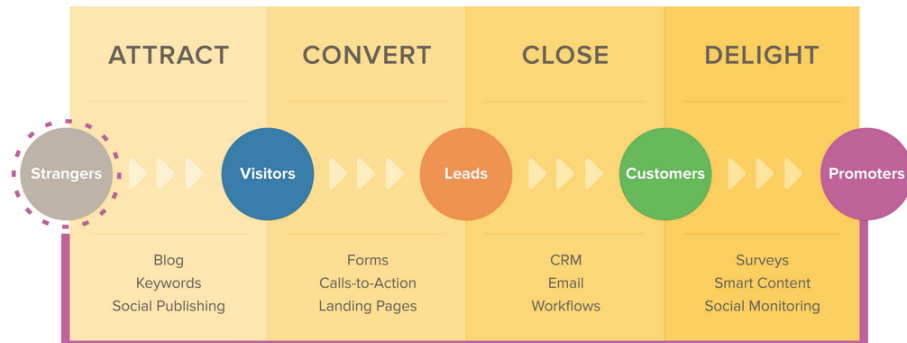 ATTRACT
CONVERT
CLOSE
DELIGHT
Strangers
Visitors
Leads
Customers
Promoters
Blog
Keywords
Social Publishing
Forms
Calls-to-Action
Landing Pages
CRM
Email
Workflows
Surveys
Smart Content
Social Monitoring